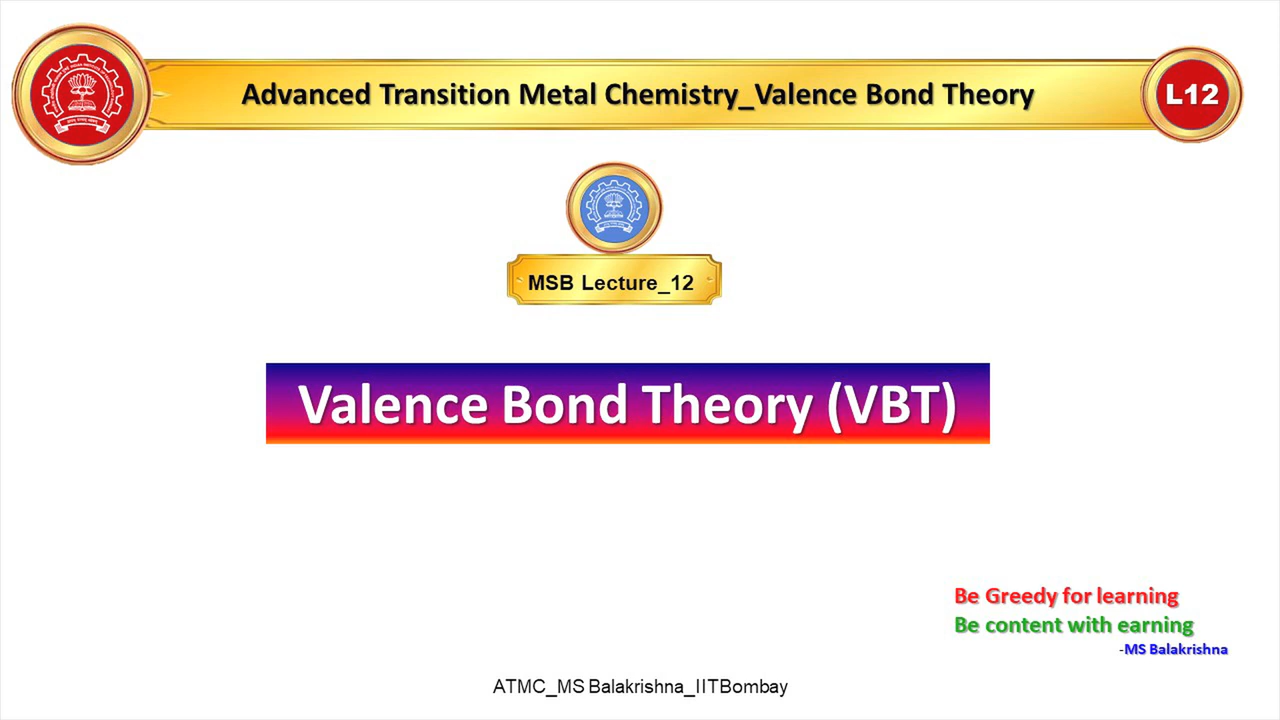 Advanced Transition Metal Chemistry_Valence Bond Theory
L12
MSB Lecture_12
Valence Bond Theory (VBT)
Be Greedy for learning
Be content with earning
-MS Balakrishna
ATMC_MS Balakrishna_IITBombay